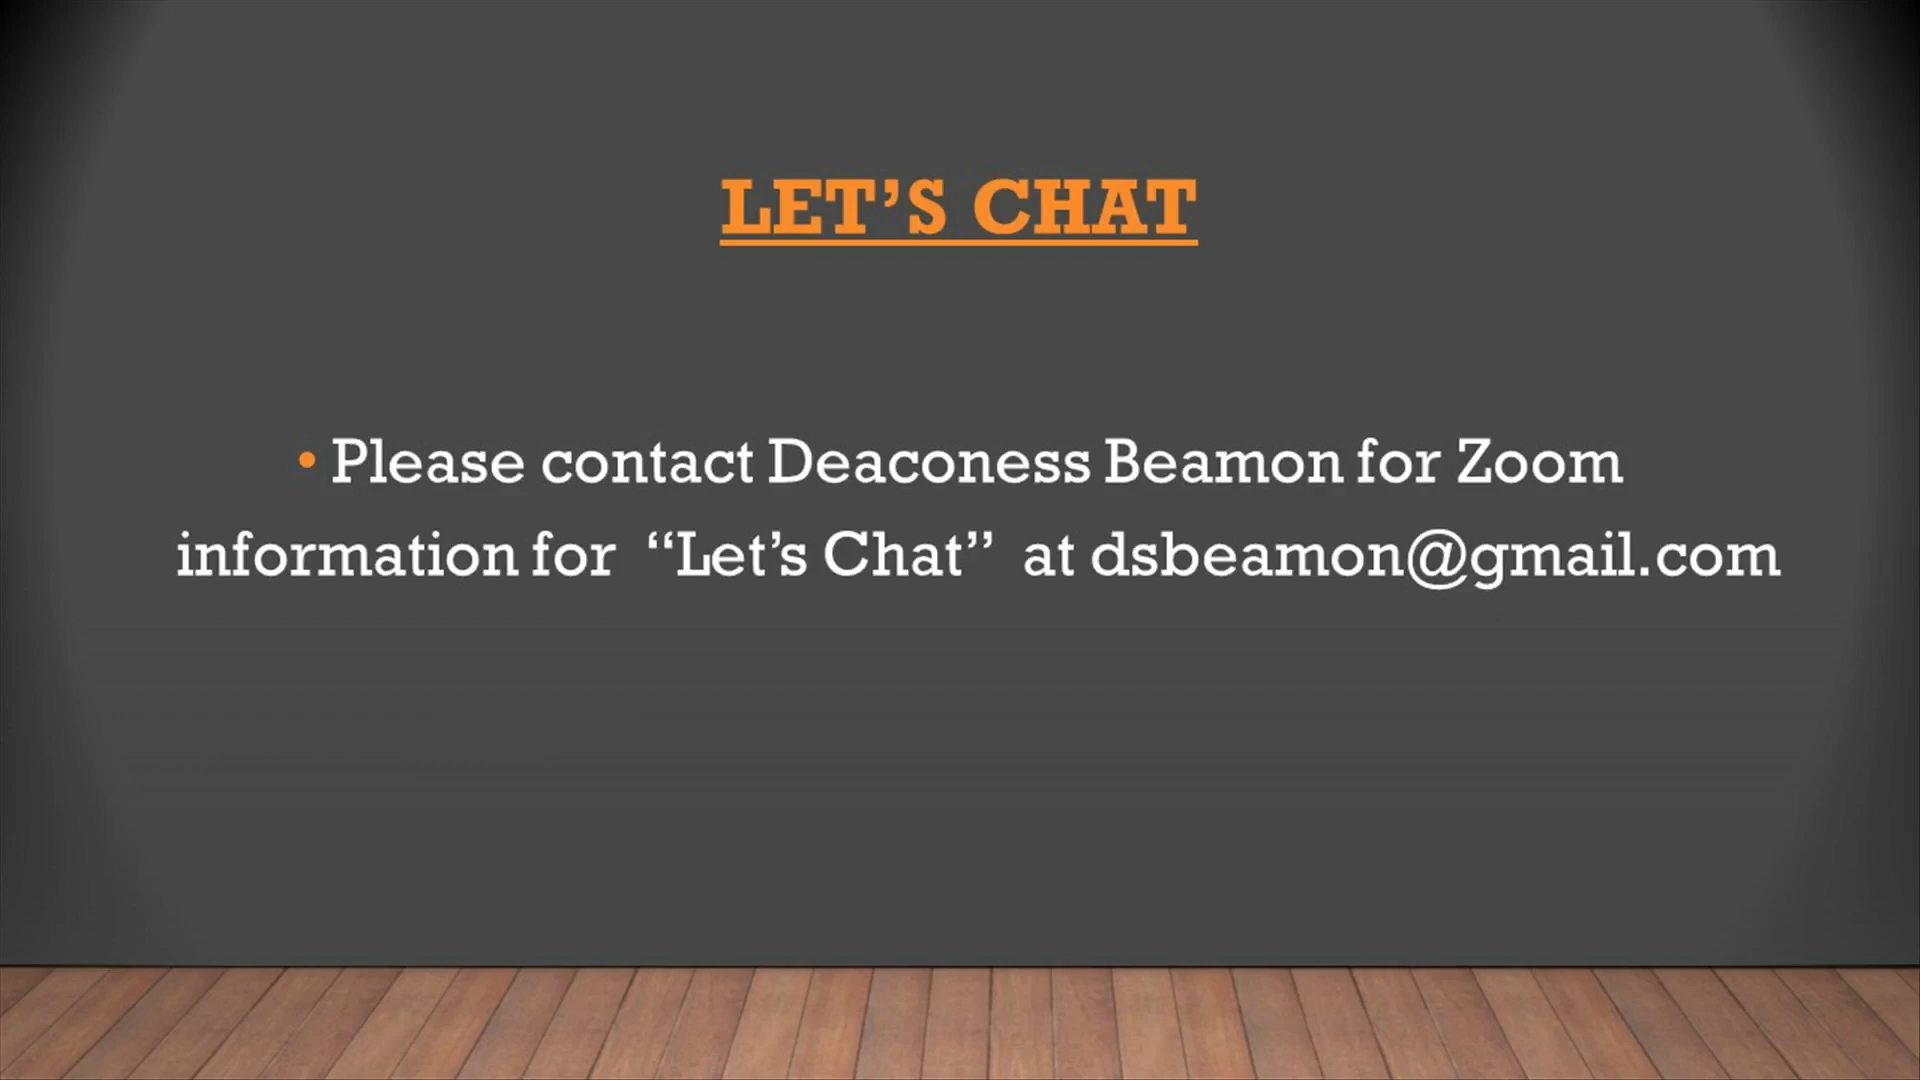 LET’S CHAT
• Please contact Deaconess Beamon for Zoom
information for “Let’s Chat” at dsbeamon@gmail.com